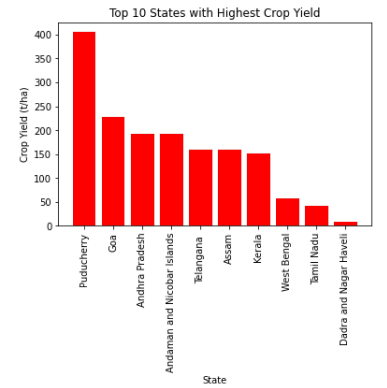 Top 10 States with Highest Crop Yield
Crop Yield (t/ha)
400
350
300
250
200
150
100
50
0
Puducherry
Goa
Andhra Pradesh
Andaman and Nicobar Islands
Telangana
Assam
Kerala
West Bengal
Tamil Nadu
Dadra and Nagar Haveli
State